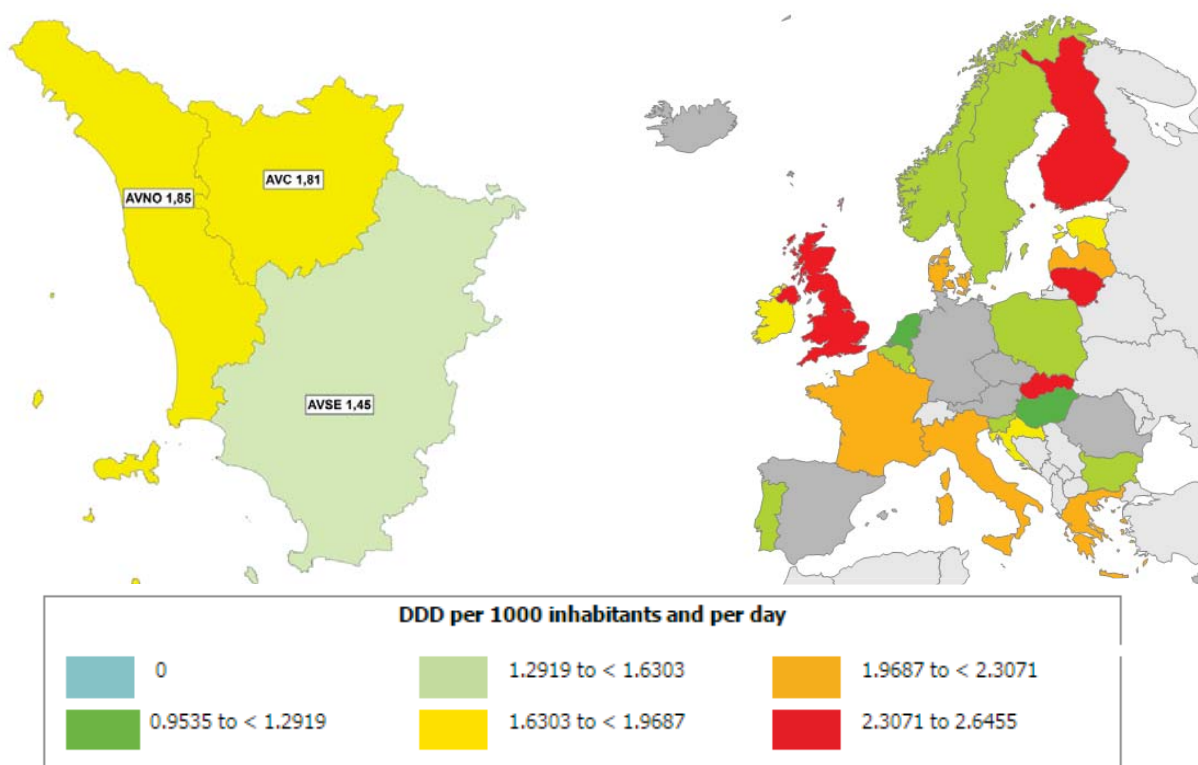 AVC 1,81
AVNO 1,85
AVSE 1,45
DDD per 1000 inhabitants and per day
0
1.2919 to < 1.6303
1.9687 to < 2.3071
0.9535 to < 1.2919
1.6303 to < 1.9687
2.3071 to 2.6455